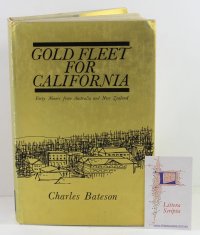 GOLD FLEET
FOR
CALIFORNIA
Forty-Niners from Australia and New Zealand
Charles Bateson
Littera
Scripta